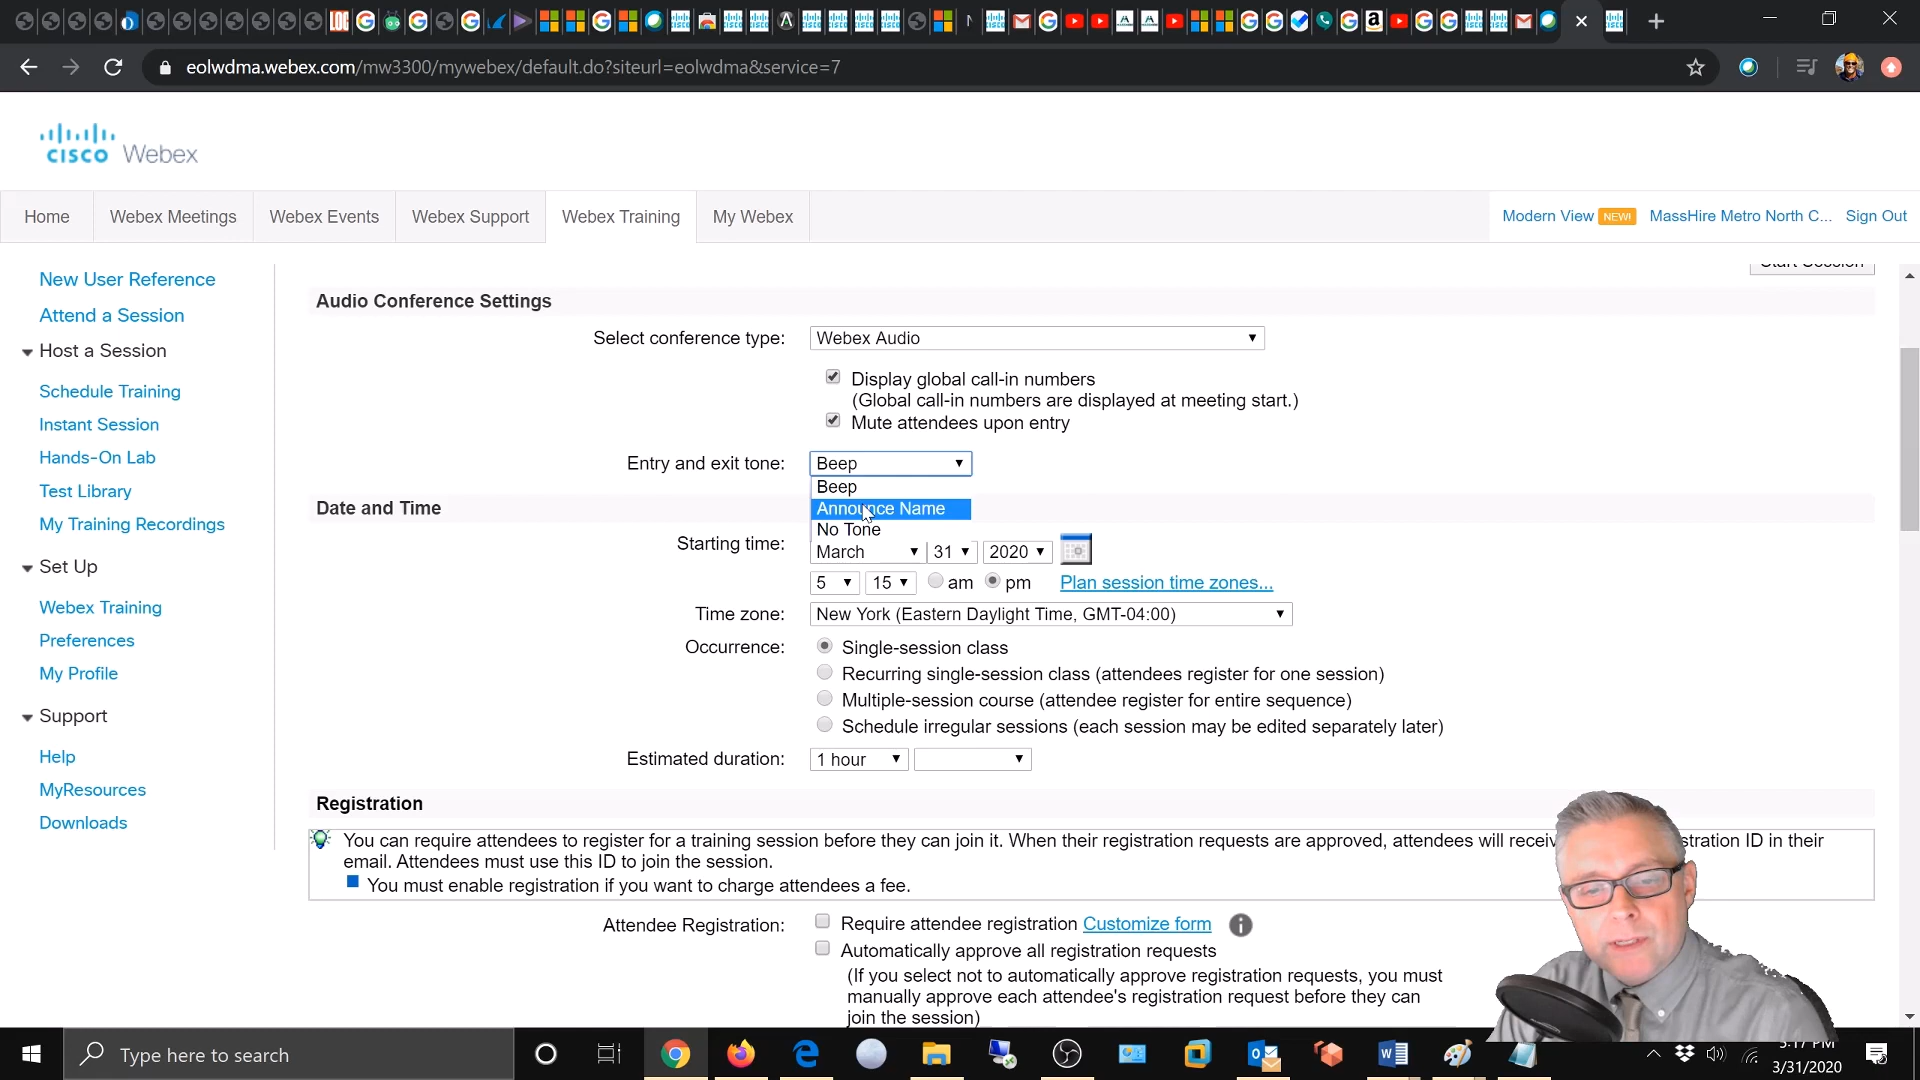 eolwdma.webex.com/mw3300/mywebex/default.do?siteurl=eolwdma&service=7
CISCO Webex
Home
Webex Meetings
Webex Events
Webex Support
Webex Training
My Webex
Modern View NEW!
MassHire Metro North C...
Sign Out
New User Reference
Attend a Session
Host a Session
Schedule Training
Instant Session
Hands-On Lab
Test Library
My Training Recordings
Set Up
Webex Training
Preferences
My Profile
Support
Help
MyResources
Downloads
Start Session
Audio Conference Settings
Select conference type: Webex Audio
Display global call-in numbers
(Global call-in numbers are displayed at meeting start.)
Mute attendees upon entry
Entry and exit tone: Beep
Beep
Announce Name
No Tone
Date and Time
Starting time: March 31 2020
5 15 am pm Plan session time zones...
Time zone: New York (Eastern Daylight Time, GMT-04:00)
Occurrence: Single-session class
Recurring single-session class (attendees register for one session)
Multiple-session course (attendee register for entire sequence)
Schedule irregular sessions (each session may be edited separately later)
Estimated duration: 1 hour
Registration
You can require attendees to register for a training session before they can join it. When their registration requests are approved, attendees will receiv stration ID in their
email. Attendees must use this ID to join the session.
You must enable registration if you want to charge attendees a fee.
Attendee Registration: Require attendee registration Customize form
Automatically approve all registration requests
(If you select not to automatically approve registration requests, you must
manually approve each attendee's registration request before they can
join the session)
Type here to search
5:17 PM
3/31/2020